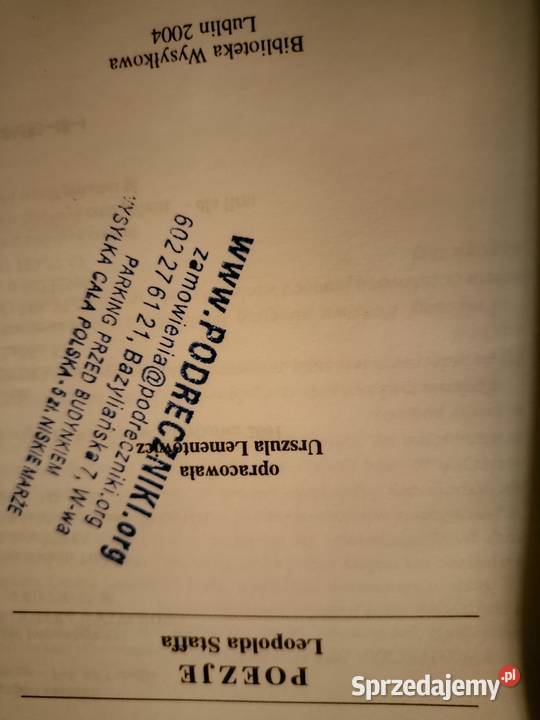 POEZJE
Leopolda Staffa
opracowała
Urszula Lementowicz
Biblioteka Wysyłkowa
Lublin 2004
www.PODRECZNIKI.org
zamowienia@podreczniki.org
602 27 61 21, Bazyliańska 7, W-wa
PARKING PRZED BUDYNKIEM
WYSYŁKA CAŁA POLSKA - 5 zł. NISKIE MARŻE
Sprzedajemy.pl